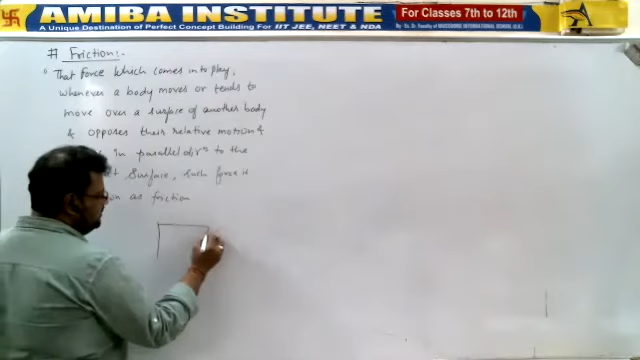 AMIBA INSTITUTE
A Unique Destination of Perfect Concept Building For IIT JEE, NEET & NDA
For Classes 7th to 12th
# Friction:-
That force which comes into play,
whenever a body moves or tends to
move over a surface of another body
& opposes their relative motion &
in parallel dirn to the
surface, such force is
as friction